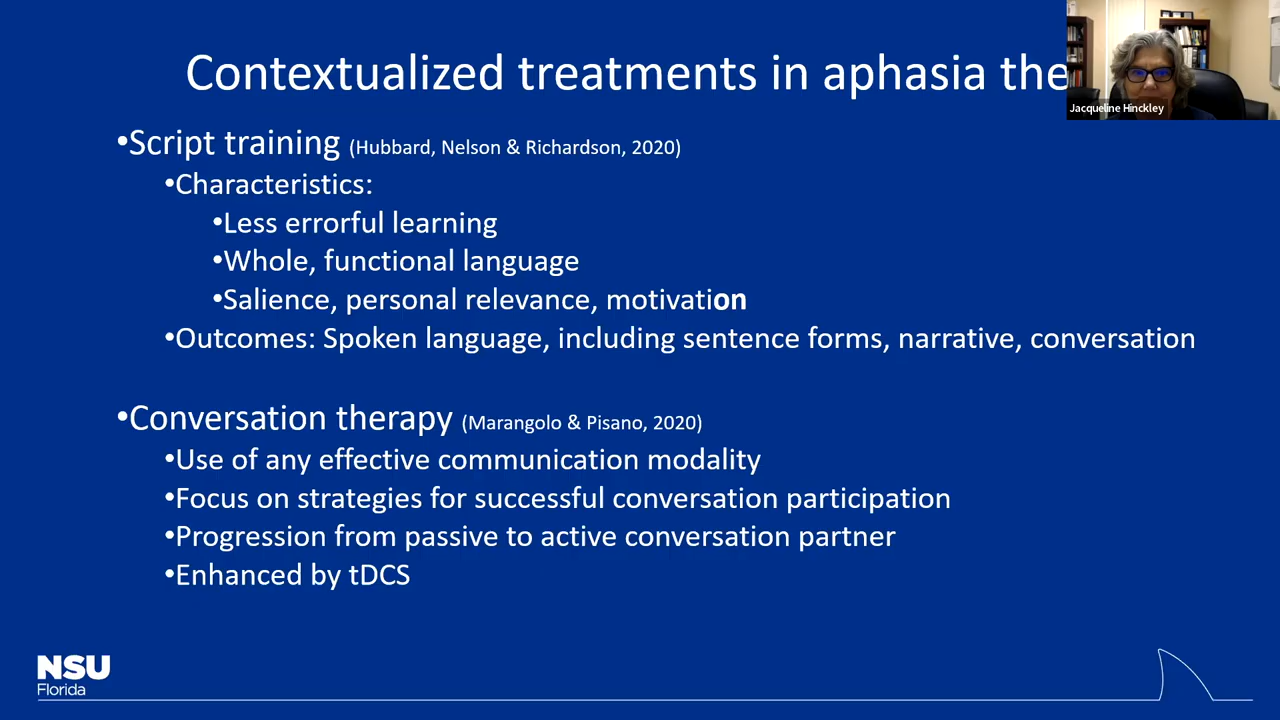 Contextualized treatments in aphasia the
Jacqueline Hinckley
•Script training (Hubbard, Nelson & Richardson, 2020)
•Characteristics:
•Less errorful learning
•Whole, functional language
•Salience, personal relevance, motivation
•Outcomes: Spoken language, including sentence forms, narrative, conversation
•Conversation therapy (Marangolo & Pisano, 2020)
•Use of any effective communication modality
•Focus on strategies for successful conversation participation
•Progression from passive to active conversation partner
•Enhanced by tDCS
NSU
Florida